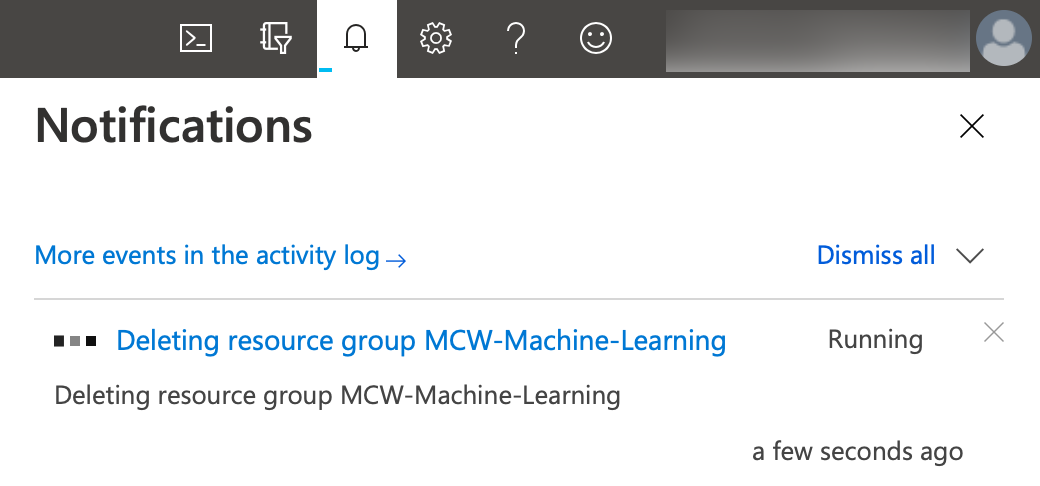 Notifications
More events in the activity log →
Dismiss all
Deleting resource group MCW-Machine-Learning
Running
Deleting resource group MCW-Machine-Learning
a few seconds ago